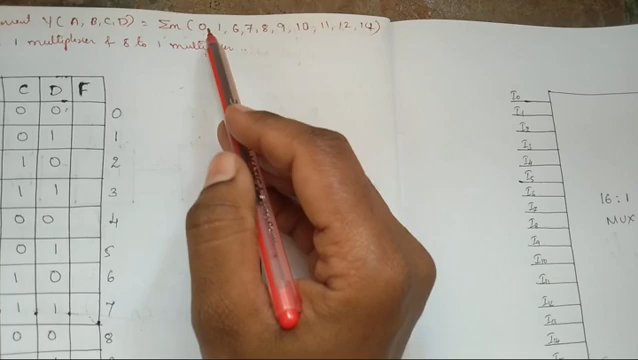 Y(A,B,C,D) = Σm (0, 1, 6, 7, 8, 9, 10, 11, 12, 14)
1 multiplexer & 8 to 1 multiplexer
C D F
0 0 0
0 1 1
1 0 2
1 1 3
0 0 4
0 1 5
1 0 6
1 1 7
0 0 8
I0
I1
I2
I3
I4
I5
I6
I7
I8
I9
I10
I11
I12
I13
I14
16:1
MUX